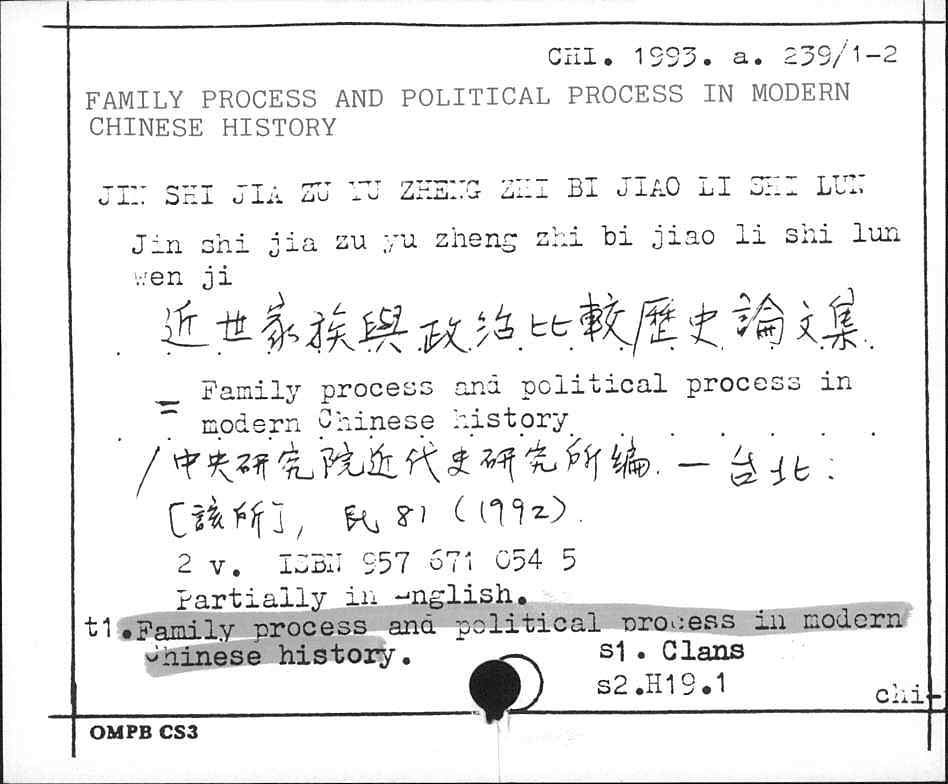 CHI. 1993. a. 239/1-2
FAMILY PROCESS AND POLITICAL PROCESS IN MODERN
CHINESE HISTORY
JIN SHI JIA ZU YU ZHENG ZHI BI JIAO LI SHI LUN
Jin shi jia zu yu zheng zhi bi jiao li shi lun
wen ji
近世家族與政治比較歷史論文集
= Family process and political process in
modern Chinese history
/中央研究院近代史研究所編. — 台北:
[該所], 民81 (1992).
2 v. ISBN 957 671 054 5
Partially in English.
t1.Family process and political process in modern
Chinese history.
s1. Clans
s2.H19.1
chi-
OMPB CS3